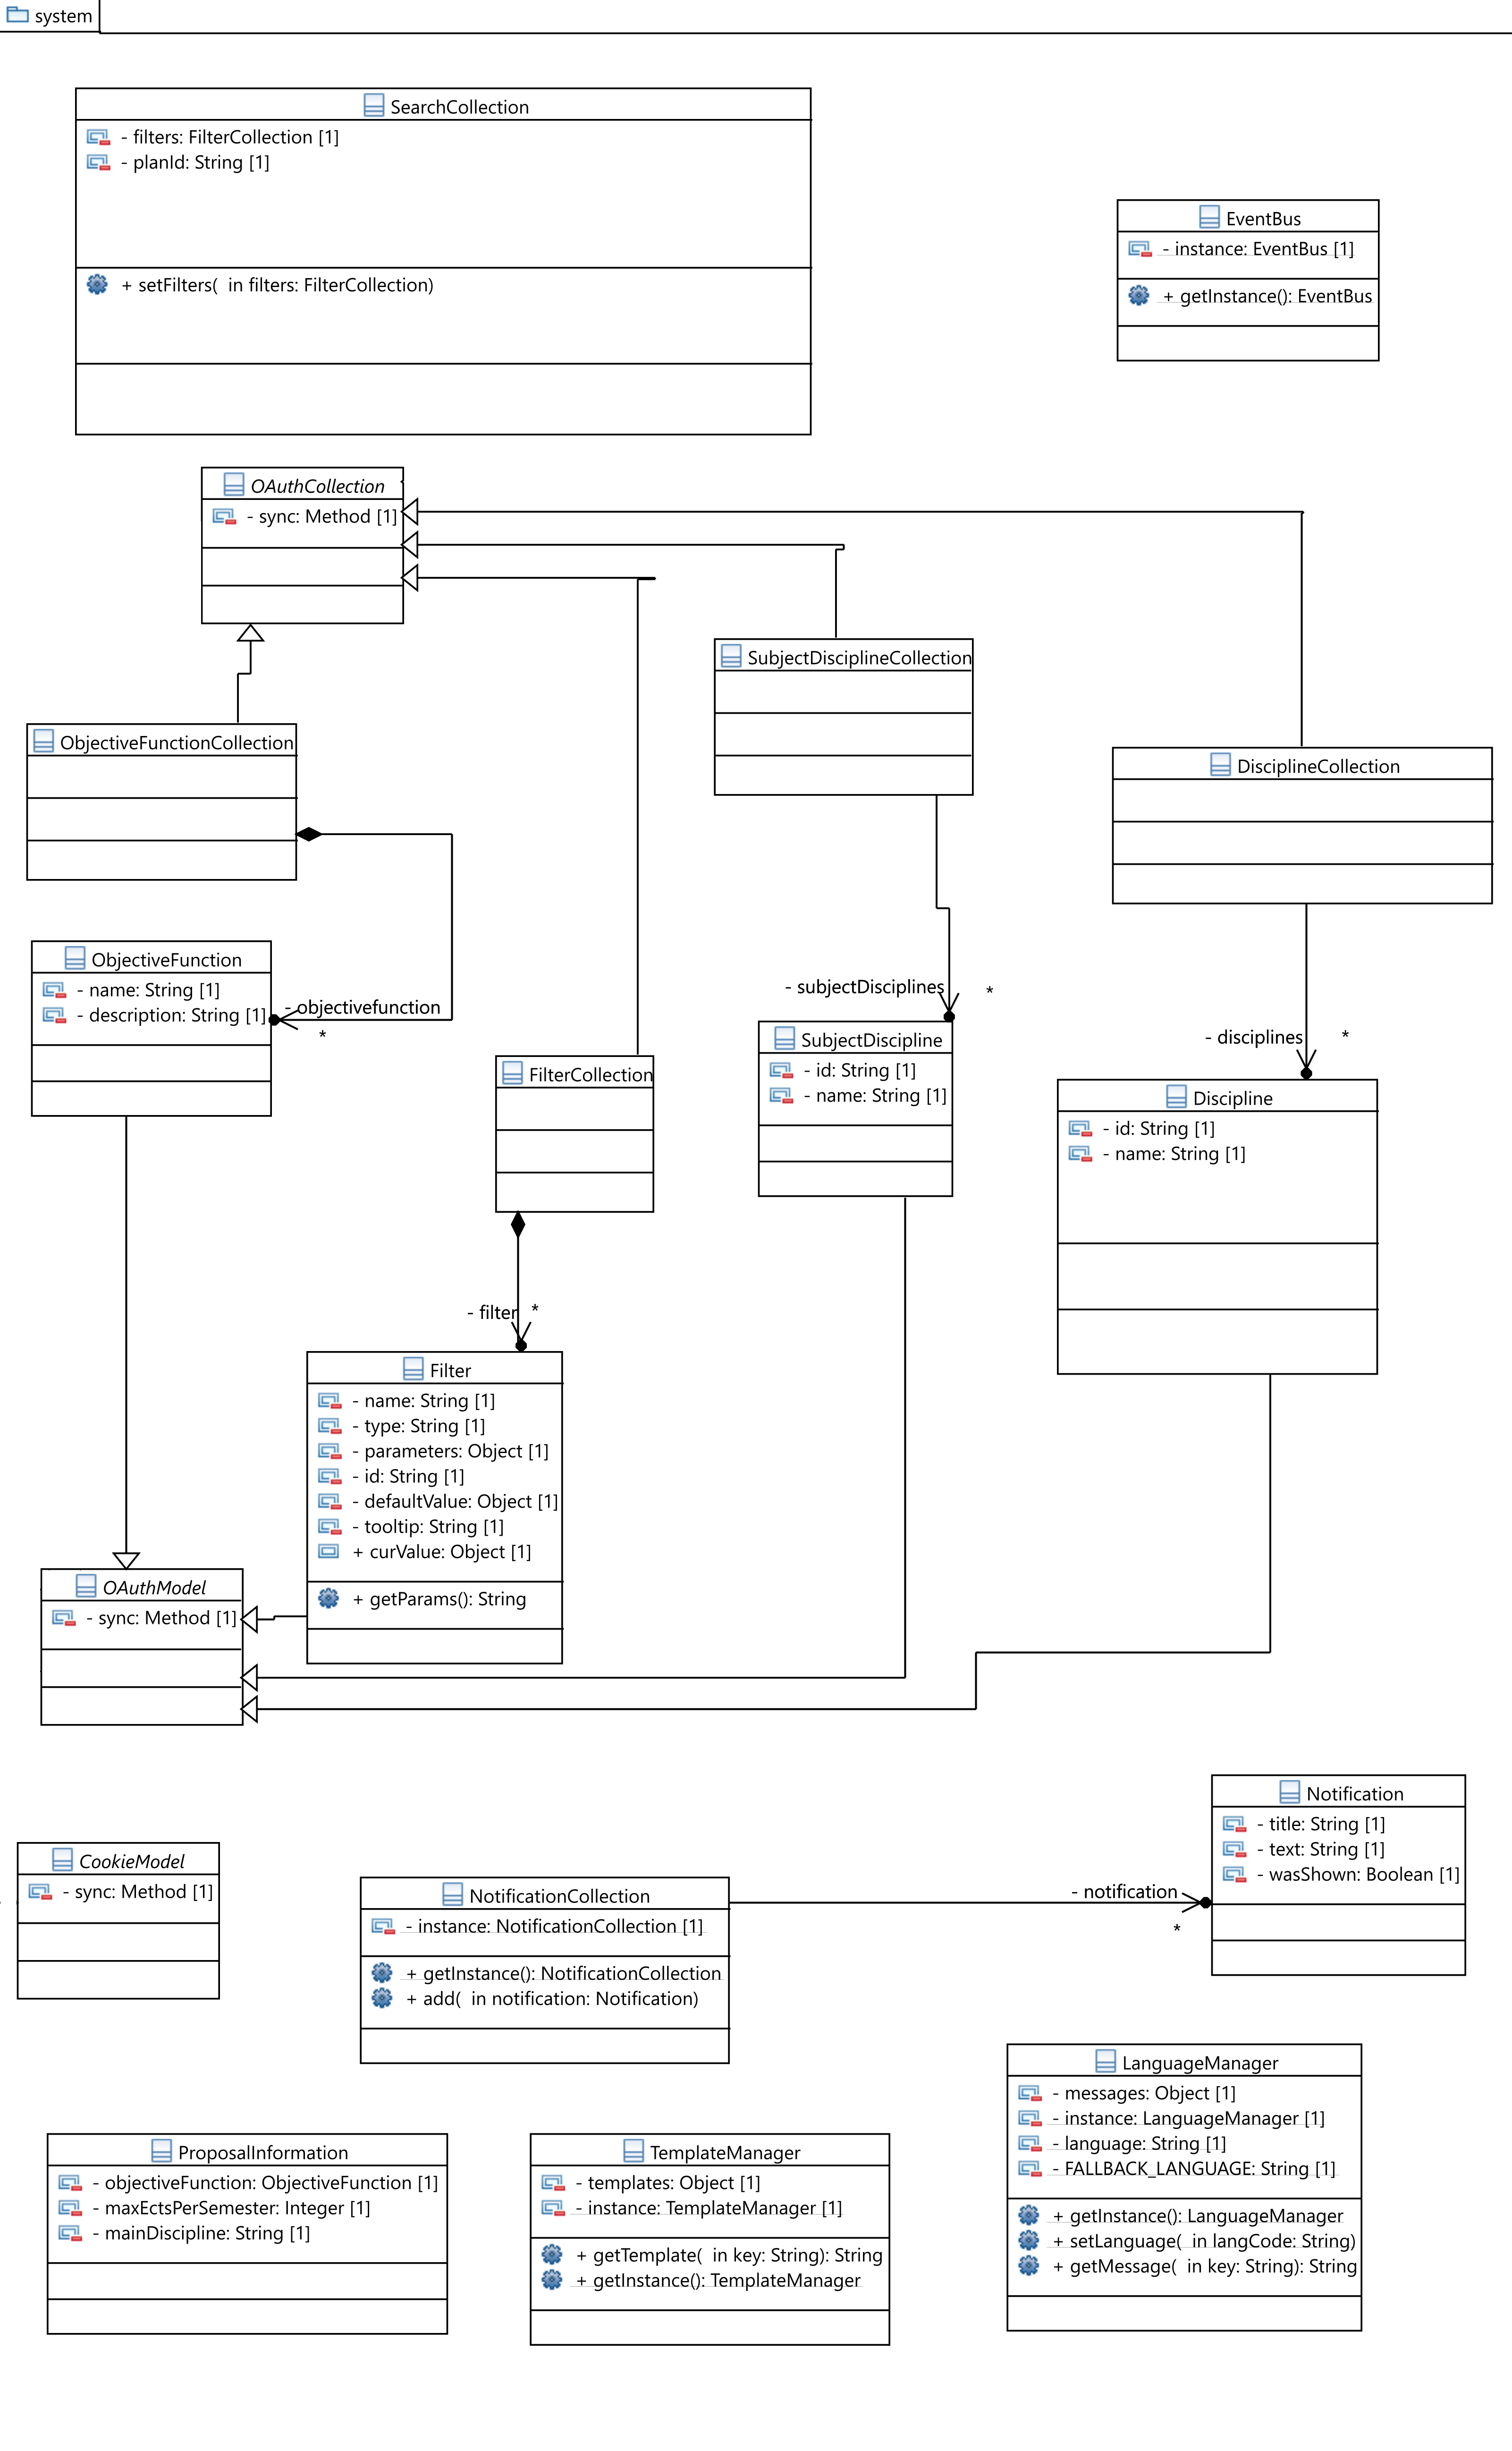 system
SearchCollection
- filters: FilterCollection [1]
- planId: String [1]
+ setFilters(  in filters: FilterCollection)
EventBus
- instance: EventBus [1]
+ getInstance(): EventBus
OAuthCollection
- sync: Method [1]
SubjectDisciplineCollection
ObjectiveFunctionCollection
DisciplineCollection
ObjectiveFunction
- name: String [1]
- description: String [1]
- objectivefunction
*
- subjectDisciplines
*
- disciplines
*
SubjectDiscipline
- id: String [1]
- name: String [1]
FilterCollection
Discipline
- id: String [1]
- name: String [1]
- filter
*
Filter
- name: String [1]
- type: String [1]
- parameters: Object [1]
- id: String [1]
- defaultValue: Object [1]
- tooltip: String [1]
+ curValue: Object [1]
+ getParams(): String
OAuthModel
- sync: Method [1]
Notification
- title: String [1]
- text: String [1]
- wasShown: Boolean [1]
CookieModel
- sync: Method [1]
NotificationCollection
- instance: NotificationCollection [1]
+ getInstance(): NotificationCollection
+ add(  in notification: Notification)
- notification
*
LanguageManager
- messages: Object [1]
- instance: LanguageManager [1]
- language: String [1]
- FALLBACK_LANGUAGE: String [1]
+ getInstance(): LanguageManager
+ setLanguage(  in langCode: String)
+ getMessage(  in key: String): String
ProposalInformation
- objectiveFunction: ObjectiveFunction [1]
- maxEctsPerSemester: Integer [1]
- mainDiscipline: String [1]
TemplateManager
- templates: Object [1]
- instance: TemplateManager [1]
+ getTemplate(  in key: String): String
+ getInstance(): TemplateManager